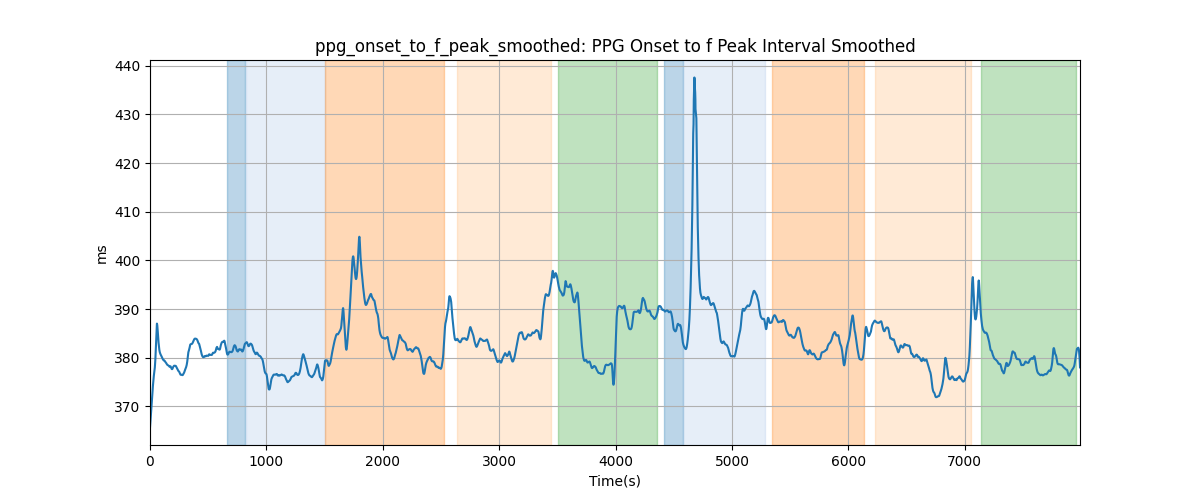 ppg_onset_to_f_peak_smoothed: PPG Onset to f Peak Interval Smoothed
440
430
420
410
400
390
380
370
ms
0 1000 2000 3000 4000 5000 6000 7000
Time(s)